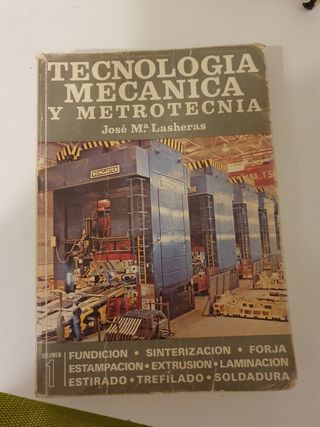 TECNOLOGIA
MECANICA
Y METROTECNIA
José Mª Lasheras
WEINGARTEN
VOLUMEN
1
FUNDICION • SINTERIZACION • FORJA
ESTAMPACION • EXTRUSION • LAMINACION
ESTIRADO • TREFILADO • SOLDADURA